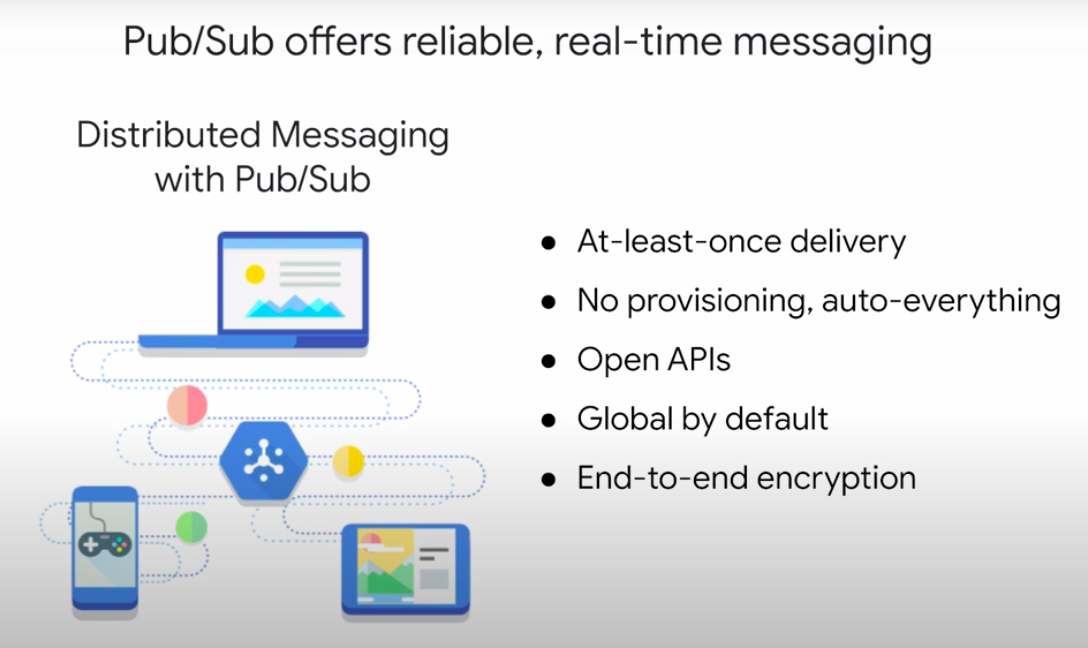 Pub/Sub offers reliable, real-time messaging
Distributed Messaging
with Pub/Sub
● At-least-once delivery
● No provisioning, auto-everything
● Open APIs
● Global by default
● End-to-end encryption